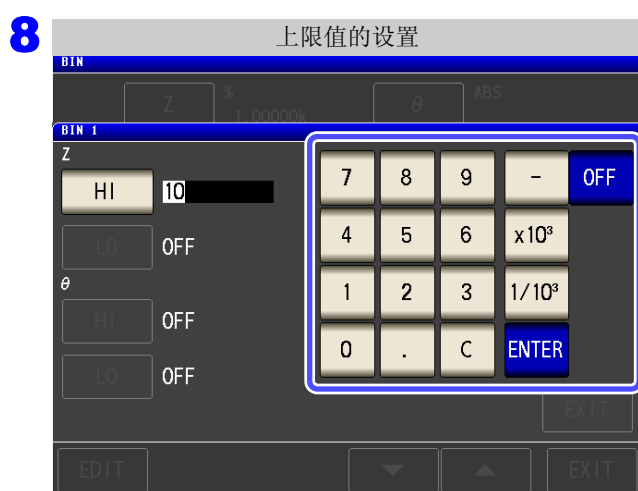 8 上限值的设置
BIN
Z % 1.00000k θ ABS
BIN 1
Z
HI 10
LO OFF
θ
HI OFF
LO OFF
7 8 9 − OFF
4 5 6 x10³
1 2 3 1/10³
0 . C ENTER
EXIT
EDIT ▼ ▲ EXIT